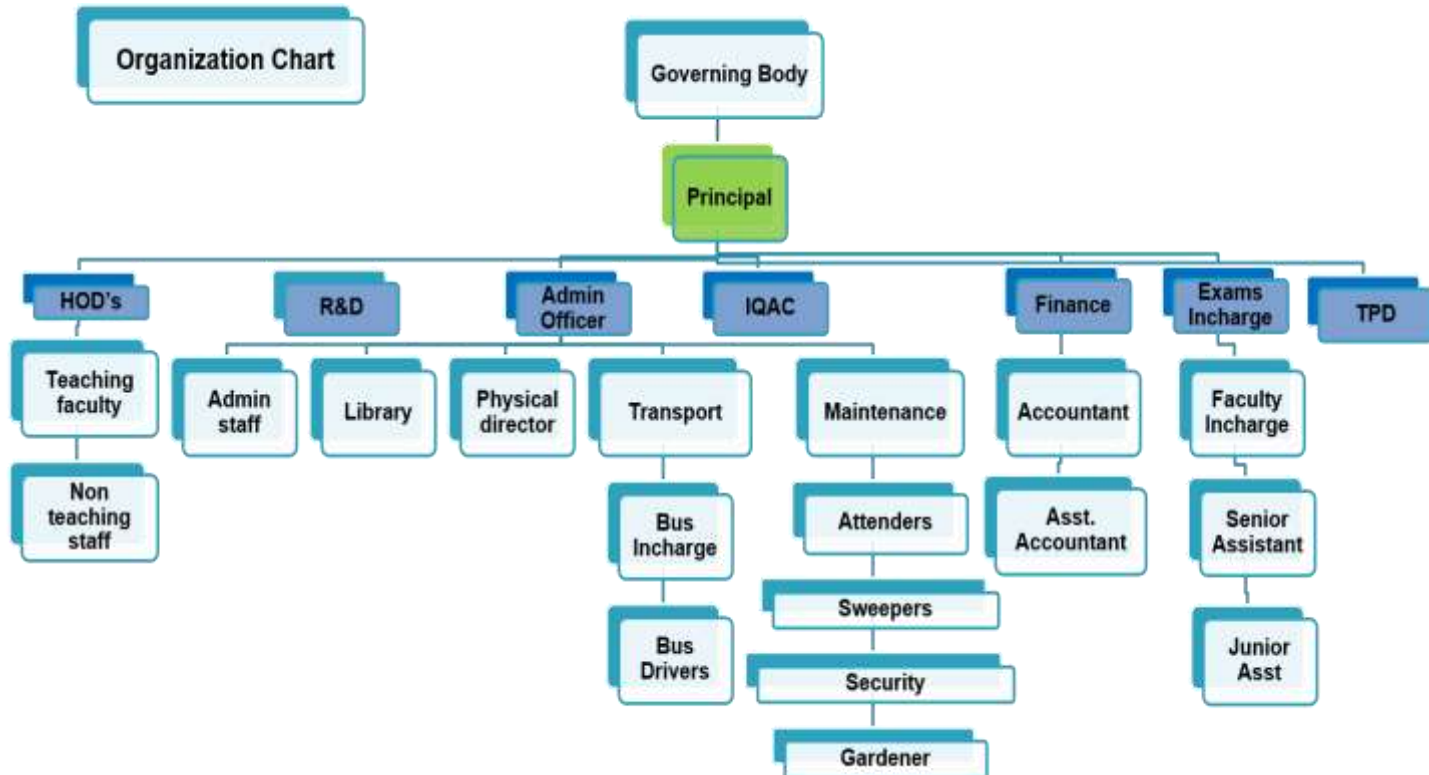 Organization Chart
Governing Body
Principal
HOD's
R&D
Admin
Officer
IQAC
Finance
Exams
Incharge
TPD
Teaching
faculty
Admin
staff
Library
Physical
director
Transport
Maintenance
Accountant
Faculty
Incharge
Non
teaching
staff
Bus
Incharge
Attenders
Asst.
Accountant
Senior
Assistant
Sweepers
Bus
Drivers
Security
Junior
Asst
Gardener